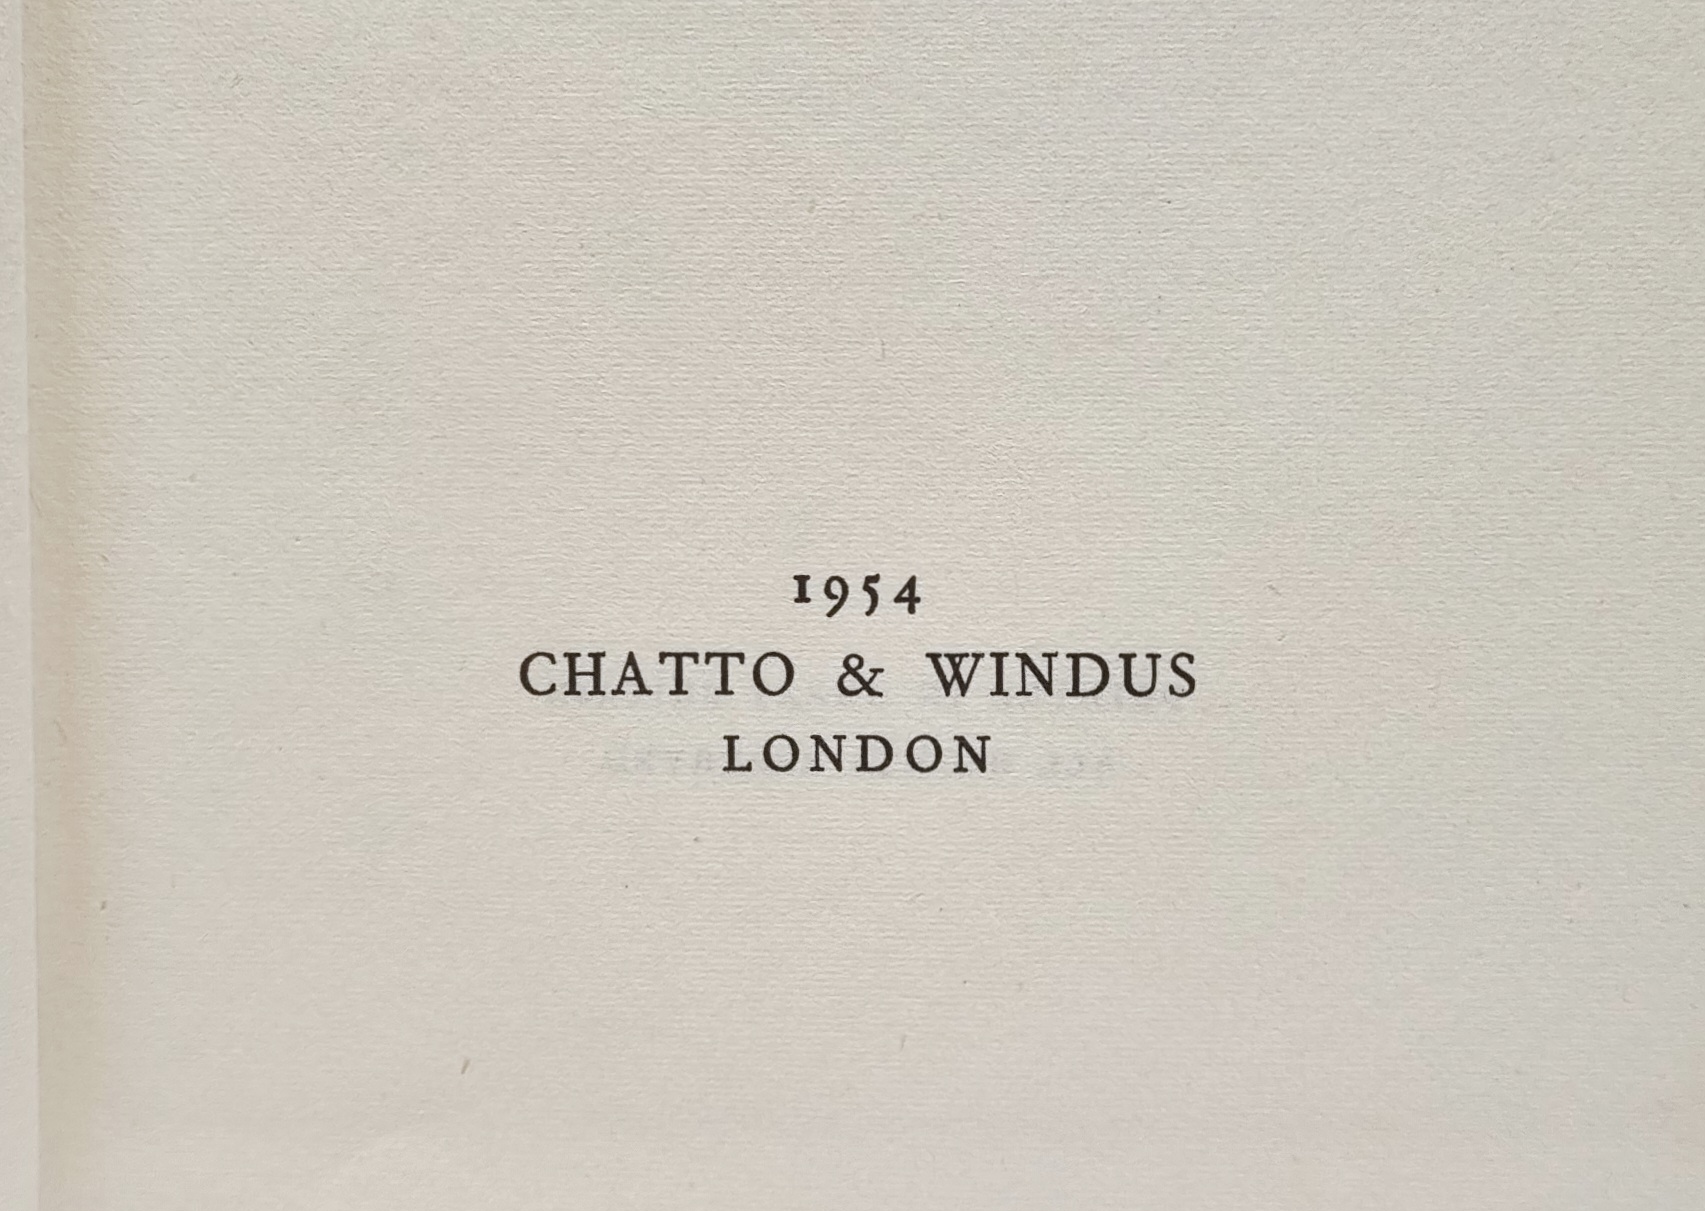 1954
CHATTO & WINDUS
LONDON